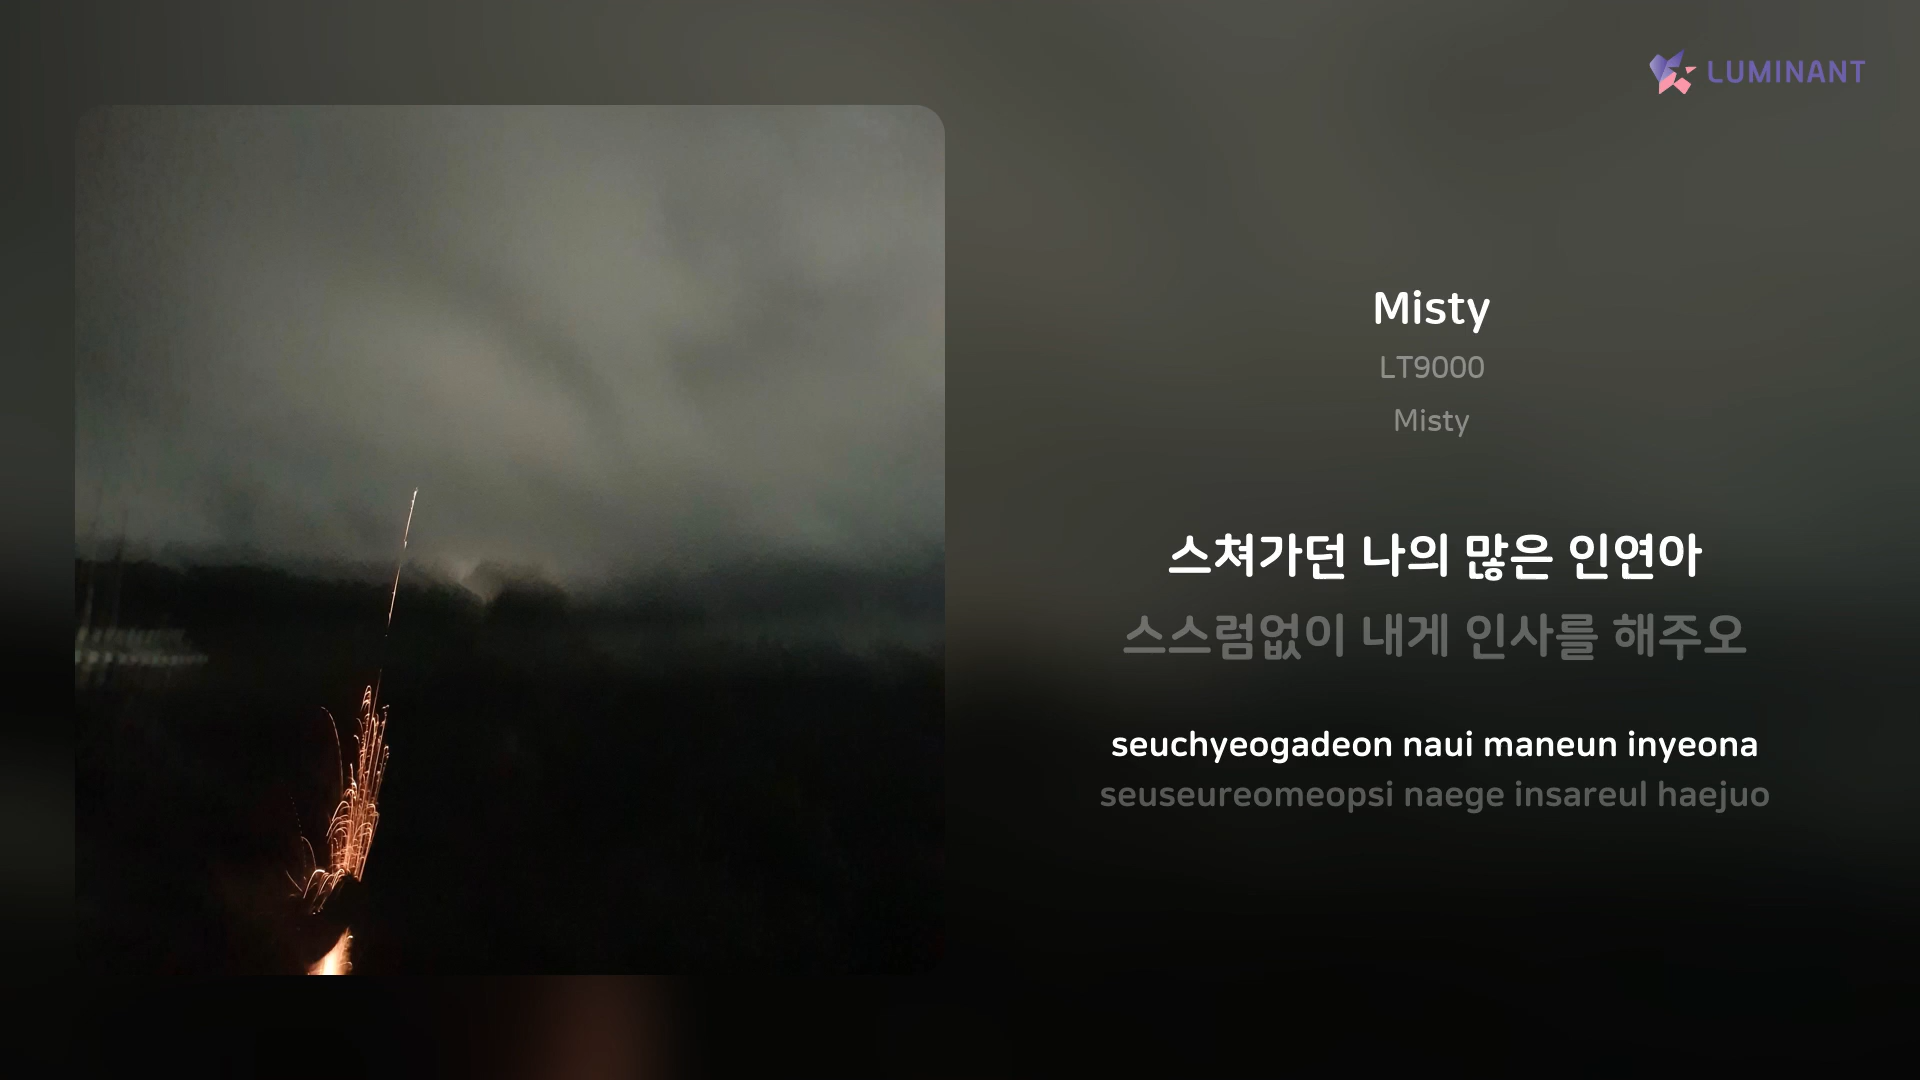 LUMINANT
Misty
LT9000
Misty
스쳐가던 나의 많은 인연아
스스럼없이 내게 인사를 해주오
seuchyeogadeon naui maneun inyeona
seuseureomeopsi naege insareul haejuo